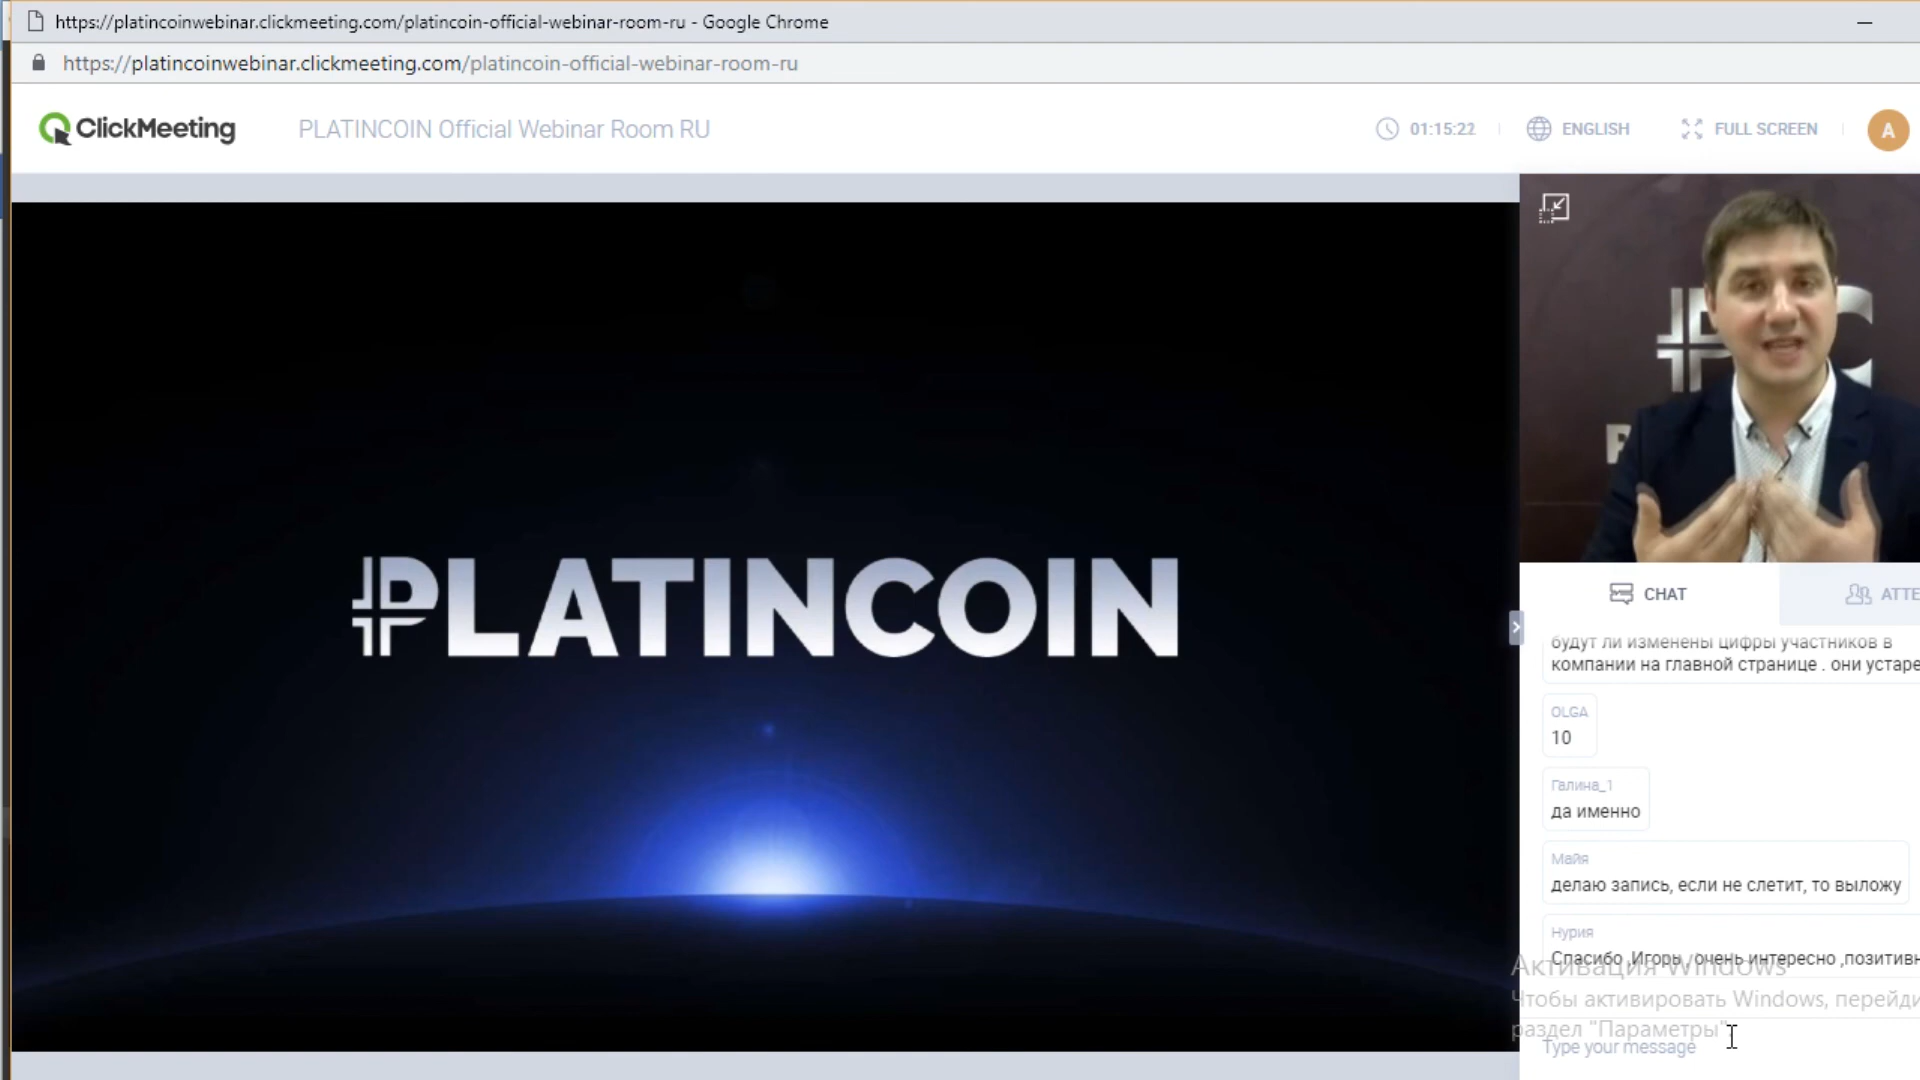 https://platincoinwebinar.clickmeeting.com/platincoin-official-webinar-room-ru - Google Chrome
https://platincoinwebinar.clickmeeting.com/platincoin-official-webinar-room-ru
ClickMeeting
PLATINCOIN Official Webinar Room RU
01:15:22
ENGLISH
FULL SCREEN
A
PLATINCOIN
CHAT
ATTE
будут ли изменены цифры участников в
компании на главной странице . они устаре
OLGA
10
Галина_1
да именно
Майя
делаю запись, если не слетит, то выложу
Нурия
Спасибо ,Игорь , очень интересно ,позитивн
Активация Windows
Чтобы активировать Windows, перейди
раздел "Параметры"
Type your message